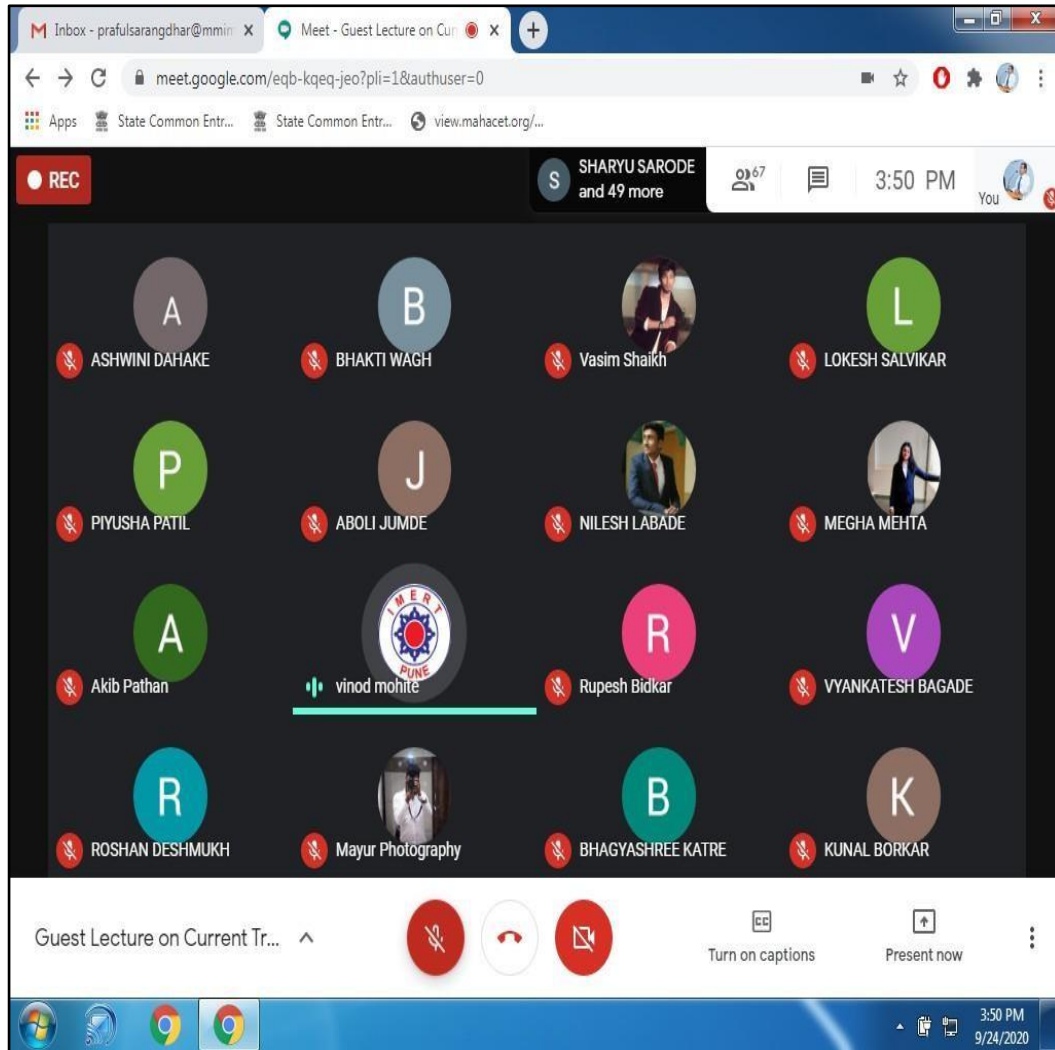 M Inbox - prafulsarangdhar@mmim
Meet - Guest Lecture on Cur
meet.google.com/eqb-kqeq-jeo?pli=1&authuser=0
Apps State Common Entr... State Common Entr... view.mahacet.org/...
REC
S SHARYU SARODE
and 49 more
67
3:50 PM
You
A B L
ASHWINI DAHAKE BHAKTI WAGH Vasim Shaikh LOKESH SALVIKAR
P J
PIYUSHA PATIL ABOLI JUMDE NILESH LABADE MEGHA MEHTA
A IMERT PUNE R V
Akib Pathan vinod mohite Rupesh Bidkar VYANKATESH BAGADE
R B K
ROSHAN DESHMUKH Mayur Photography BHAGYASHREE KATRE KUNAL BORKAR
Guest Lecture on Current Tr...
CC
Turn on captions Present now
3:50 PM
9/24/2020